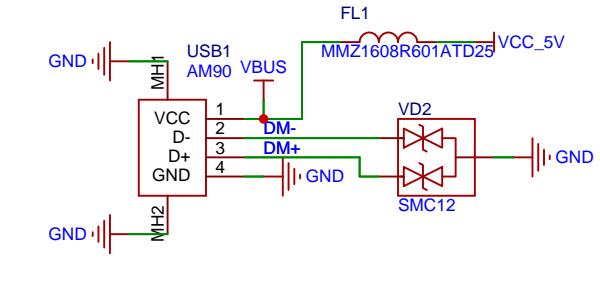 FL1
GND
MH1
USB1
AM90
VBUS
MMZ1608R601ATD25
VCC_5V
VCC
1
D-
2
DM-
D+
3
DM+
GND
4
GND
VD2
SMC12
GND
GND
MH2